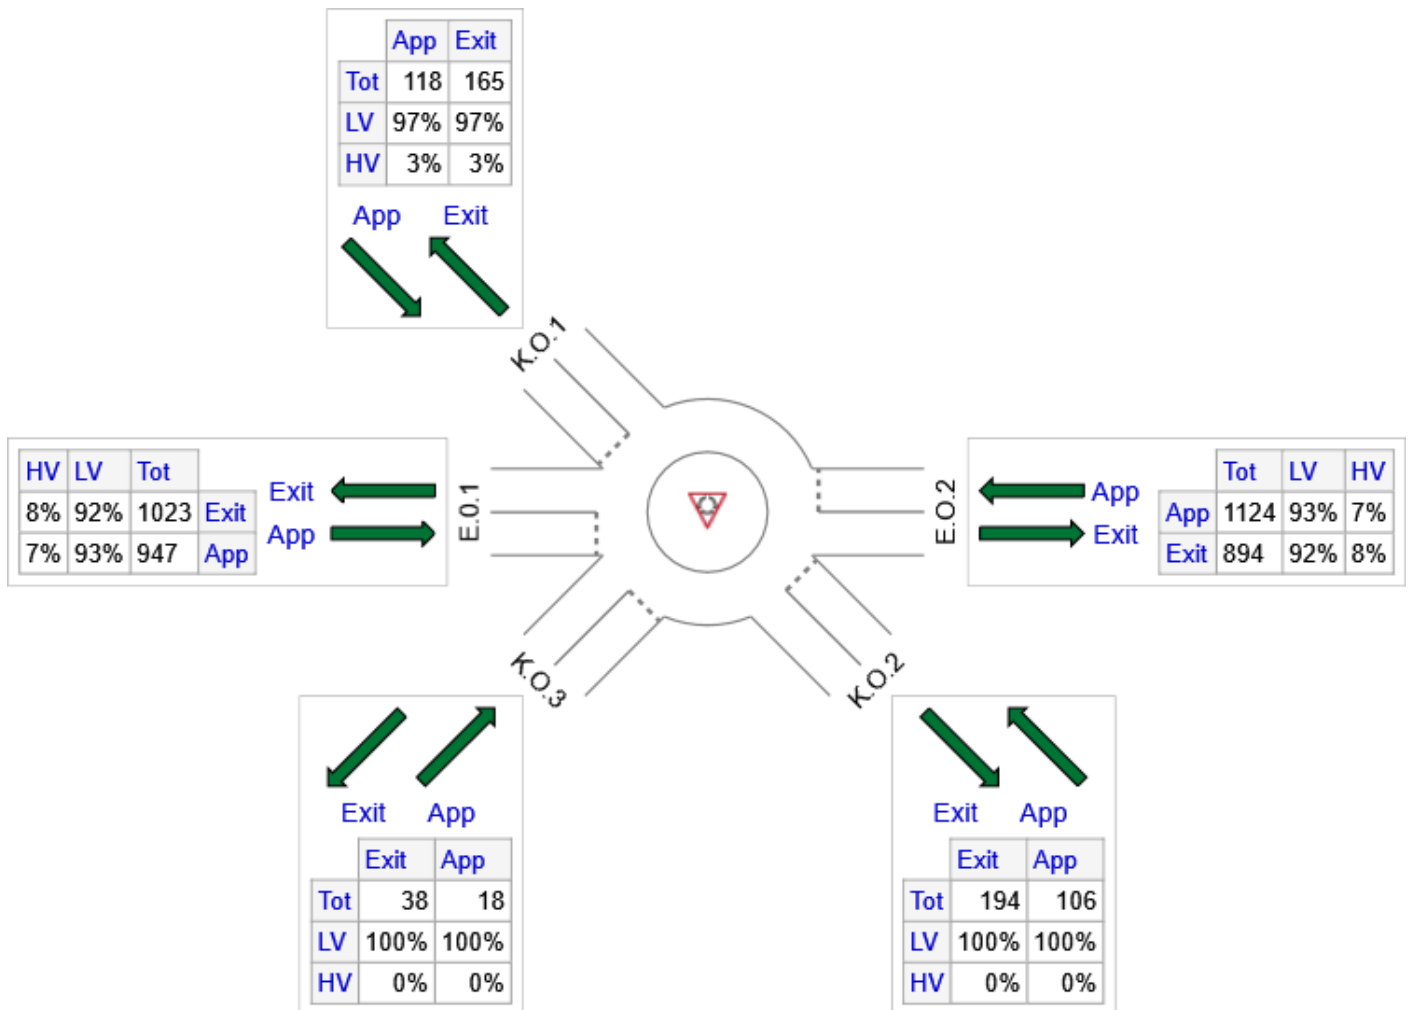 App Exit
Tot 118 165
LV 97% 97%
HV 3% 3%
App Exit
K.O.1
HV LV Tot
8% 92% 1023 Exit
7% 93% 947 App
Exit
App
E.0.1
E.O.2
App
Exit
Tot LV HV
App 1124 93% 7%
Exit 894 92% 8%
K.O.3
K.O.2
Exit App
Exit App
Tot 38 18
LV 100% 100%
HV 0% 0%
Exit App
Exit App
Tot 194 106
LV 100% 100%
HV 0% 0%